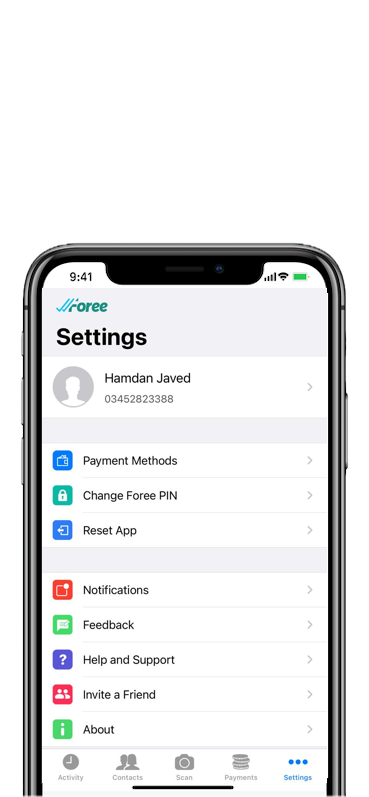 9:41
Foree
Settings
Hamdan Javed
03452823388
Payment Methods
Change Foree PIN
Reset App
Notifications
Feedback
? Help and Support
Invite a Friend
i About
Activity Contacts Scan Payments Settings